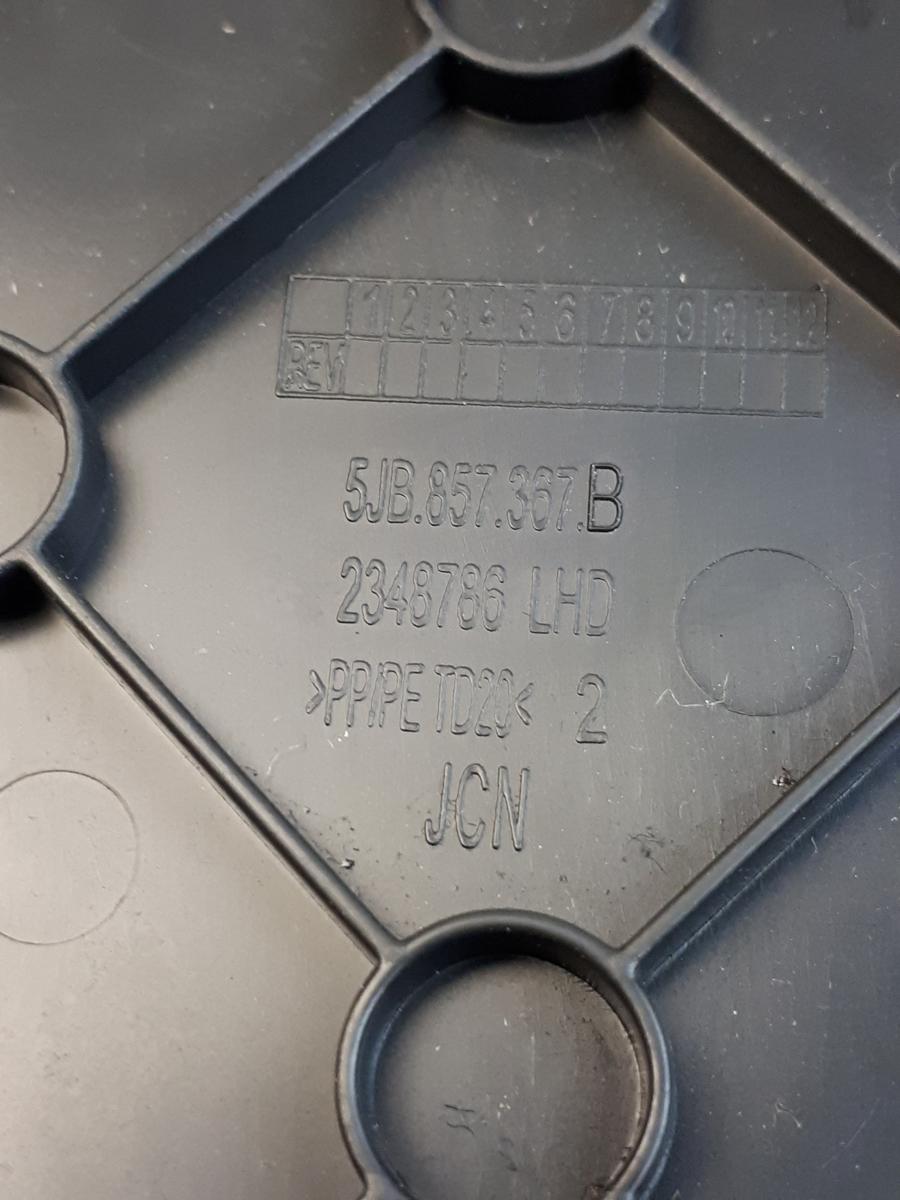 1 2 3 4 5 6 7 8 9 10 11 12
REV
5JB.857.367.B
2348786 LHD
>PP/PE TD20< 2
JCN